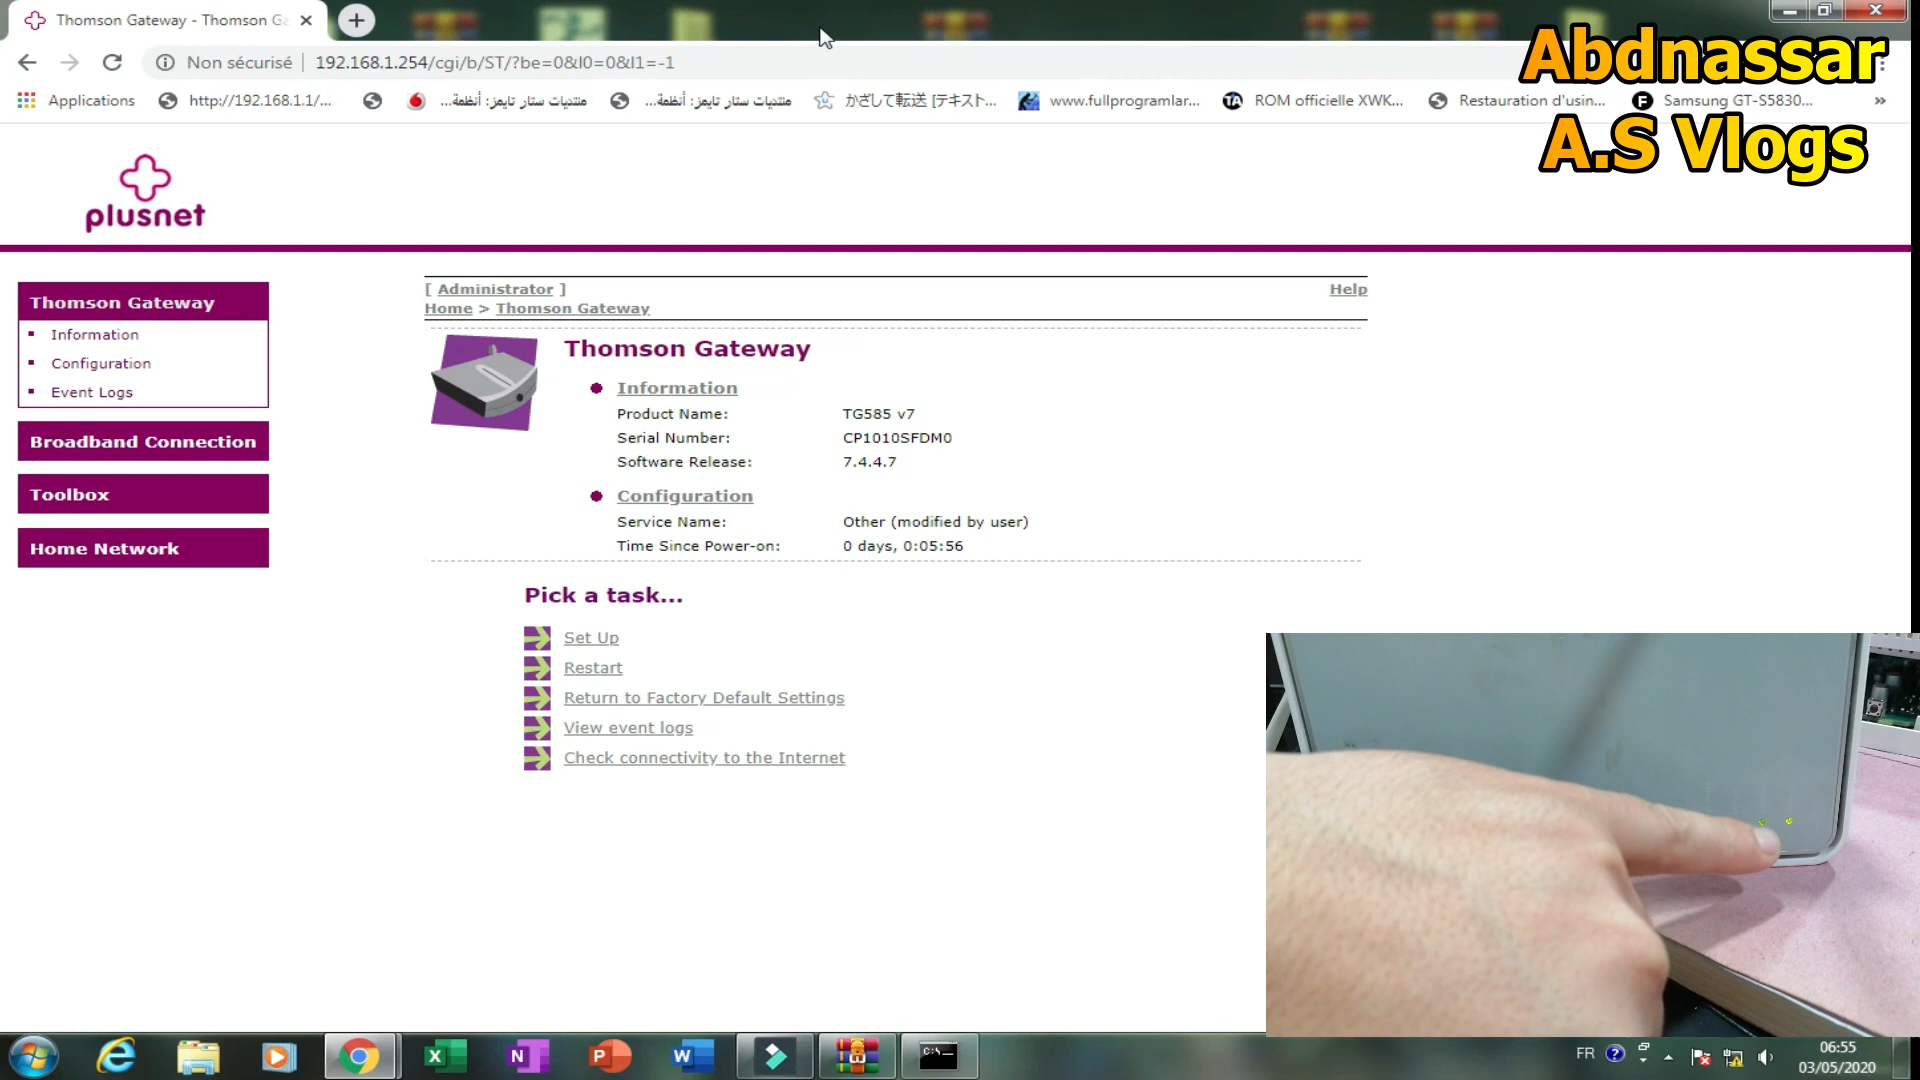 Thomson Gateway - Thomson Ga
Non sécurisé
192.168.1.254/cgi/b/ST/?be=0&l0=0&l1=-1
Abdnassar
A.S Vlogs
Applications
http://192.168.1.1/...
منتديات ستار تايمز: أنظمة...
منتديات ستار تايمز: أنظمة...
かざして転送 [テキスト...
www.fullprogramlar...
ROM officielle XWK...
Restauration d'usin...
Samsung GT-S5830...
»
plusnet
Thomson Gateway
Information
Configuration
Event Logs
Broadband Connection
Toolbox
Home Network
[ Administrator ]
Help
Home > Thomson Gateway
Thomson Gateway
Information
Product Name: TG585 v7
Serial Number: CP1010SFDM0
Software Release: 7.4.4.7
Configuration
Service Name: Other (modified by user)
Time Since Power-on: 0 days, 0:05:56
Pick a task...
Set Up
Restart
Return to Factory Default Settings
View event logs
Check connectivity to the Internet
FR
06:55
03/05/2020